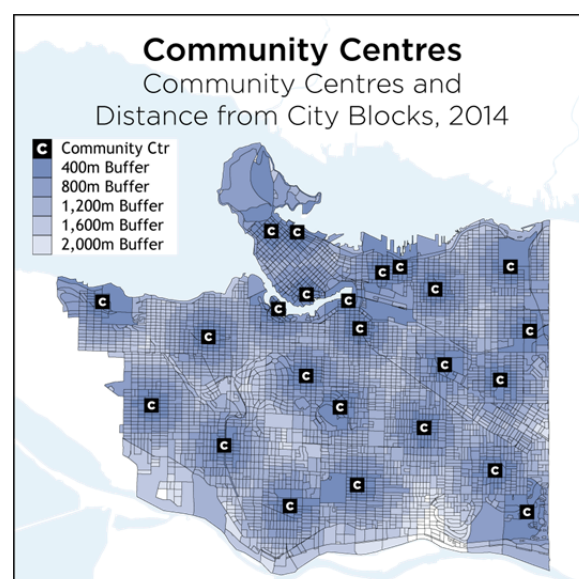 Community Centres
Community Centres and
Distance from City Blocks, 2014
C Community Ctr
400m Buffer
800m Buffer
1,200m Buffer
1,600m Buffer
2,000m Buffer
C C
C C C
C
C C C
C
C
C
C
C
C
C C
C
C
C
C
C
C
C
C
C